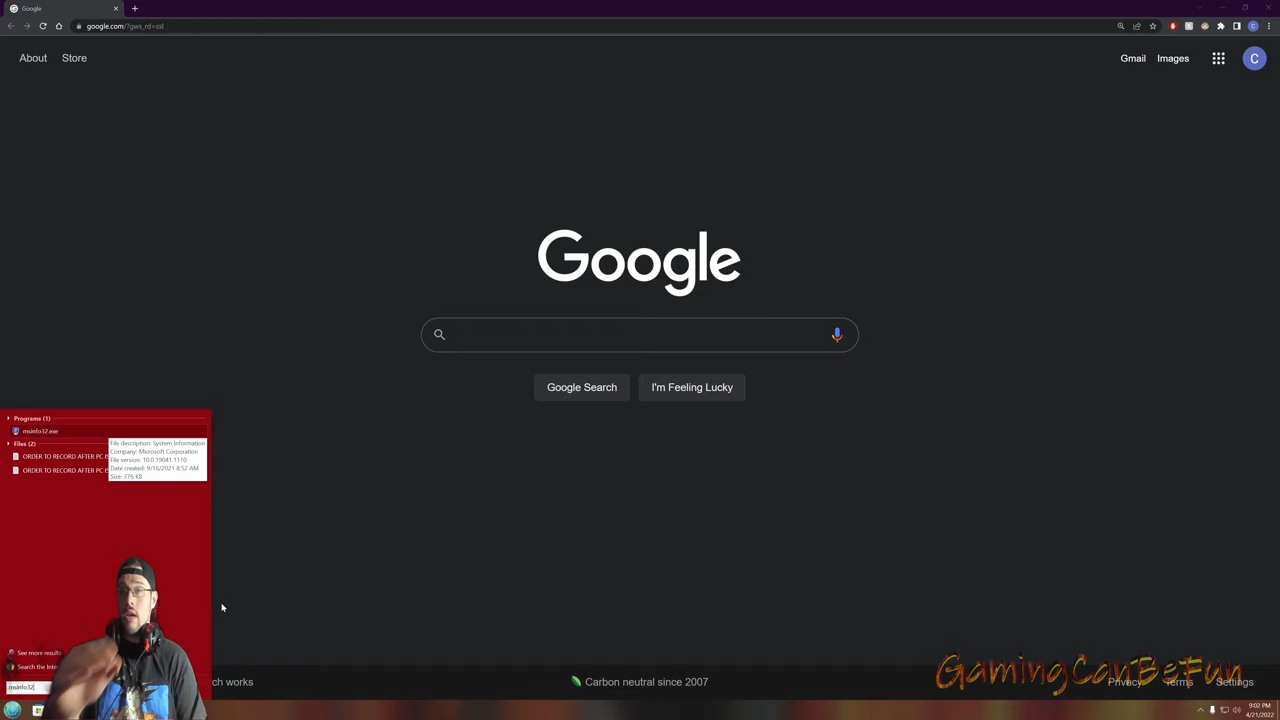 Google
google.com/?gws_rd=ssl
C
About
Store
Gmail
Images
C
Google
Google Search
I'm Feeling Lucky
Programs (1)
msinfo32.exe
Files (2)
File description: System Information
Company: Microsoft Corporation
File version: 10.0.19041.1110
Date created: 9/16/2021 8:52 AM
Size: 376 KB
ORDER TO RECORD AFTER PC
ORDER TO RECORD AFTER PC
See more results
Search the
msinfo32
works
Carbon neutral since 2007
GamingCanBeFun
Privacy
Terms
Settings
9:02 PM
4/21/2022